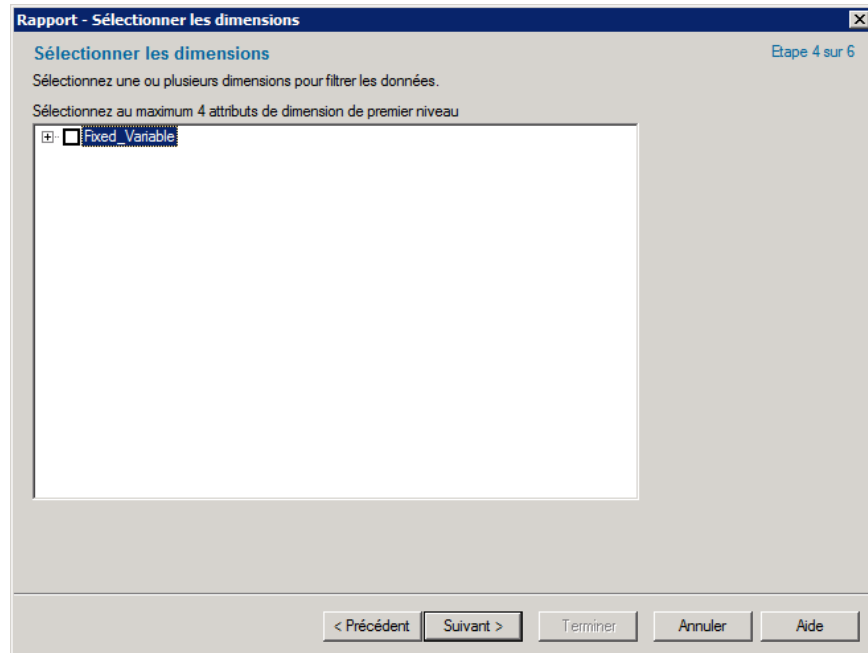 Rapport - Sélectionner les dimensions
Sélectionner les dimensions
Etape 4 sur 6
Sélectionnez une ou plusieurs dimensions pour filtrer les données.
Sélectionnez au maximum 4 attributs de dimension de premier niveau
Fixed_Variable
< Précédent
Suivant >
Terminer
Annuler
Aide